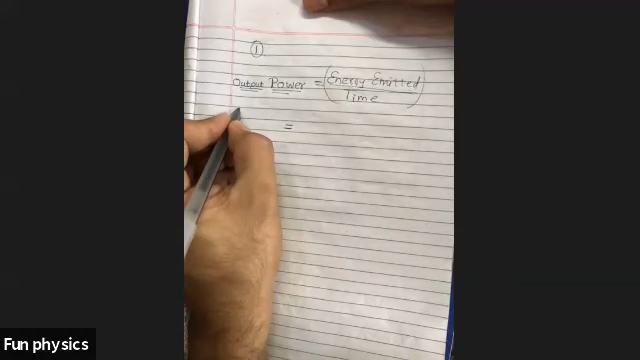 ①
Output Power = (Energy Emitted / Time)
=
Fun physics